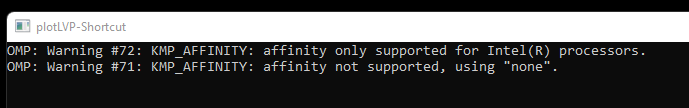 plotLVP-Shortcut
OMP: Warning #72: KMP_AFFINITY: affinity only supported for Intel(R) processors.
OMP: Warning #71: KMP_AFFINITY: affinity not supported, using "none".